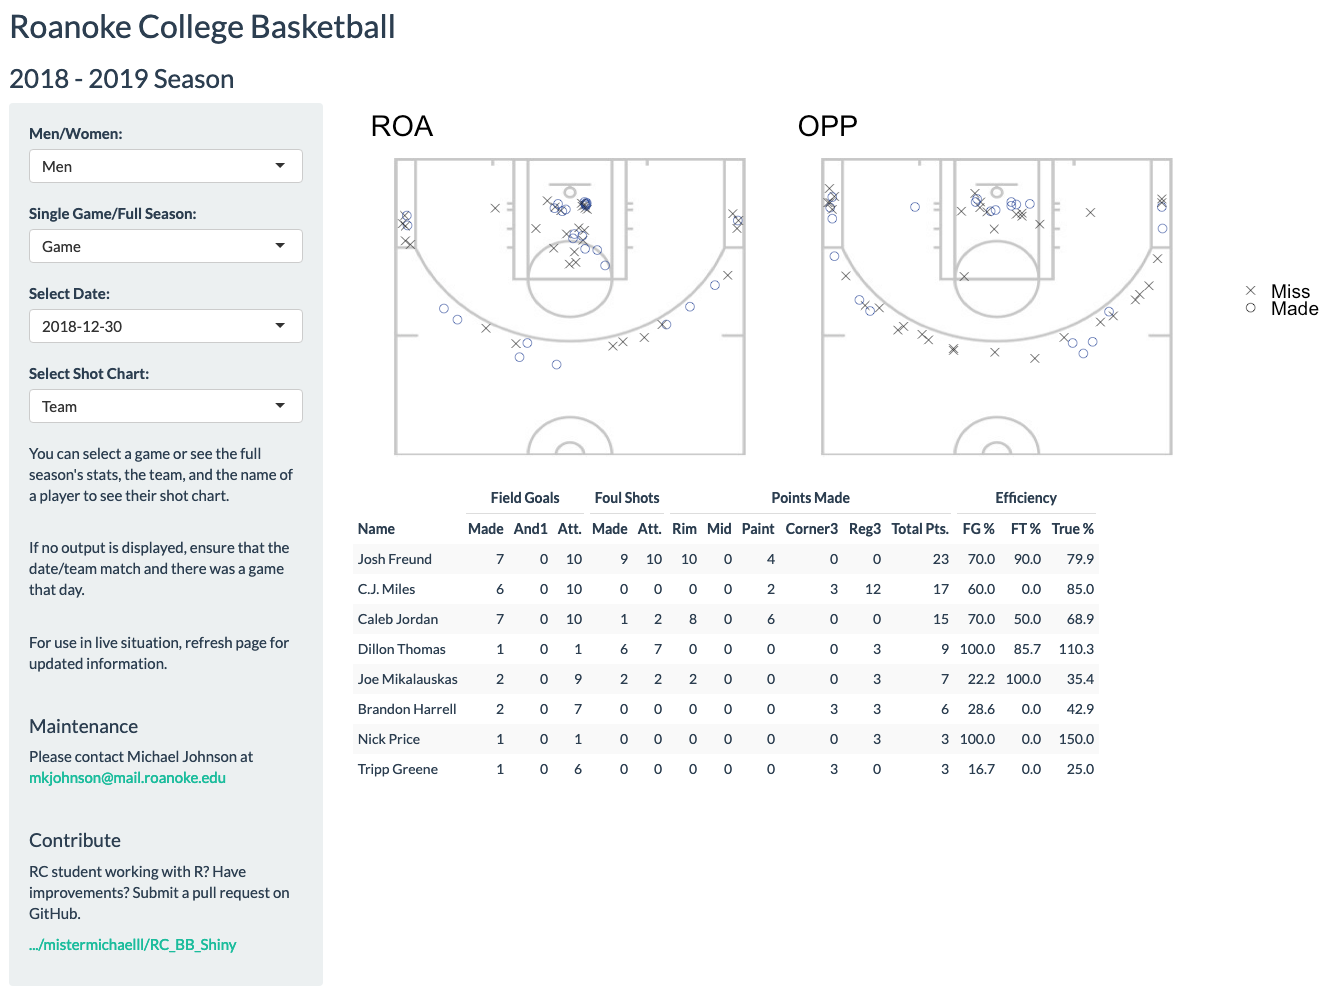 Roanoke College Basketball
2018 - 2019 Season
Men/Women:
Men
Single Game/Full Season:
Game
Select Date:
2018-12-30
Select Shot Chart:
Team
You can select a game or see the full
season's stats, the team, and the name of
a player to see their shot chart.
If no output is displayed, ensure that the
date/team match and there was a game
that day.
For use in live situation, refresh page for
updated information.
Maintenance
Please contact Michael Johnson at
mkjohnson@mail.roanoke.edu
Contribute
RC student working with R? Have
improvements? Submit a pull request on
GitHub.
.../mistermichaelll/RC_BB_Shiny
ROA
OPP
Miss
Made
Field Goals Foul Shots Points Made Efficiency
Name Made And1 Att. Made Att. Rim Mid Paint Corner3 Reg3 Total Pts. FG % FT % True %
Josh Freund 7 0 10 9 10 10 0 4 0 0 23 70.0 90.0 79.9
C.J. Miles 6 0 10 0 0 0 0 2 3 12 17 60.0 0.0 85.0
Caleb Jordan 7 0 10 1 2 8 0 6 0 0 15 70.0 50.0 68.9
Dillon Thomas 1 0 1 6 7 0 0 0 0 3 9 100.0 85.7 110.3
Joe Mikalauskas 2 0 9 2 2 2 0 0 0 3 7 22.2 100.0 35.4
Brandon Harrell 2 0 7 0 0 0 0 0 3 3 6 28.6 0.0 42.9
Nick Price 1 0 1 0 0 0 0 0 0 3 3 100.0 0.0 150.0
Tripp Greene 1 0 6 0 0 0 0 0 3 0 3 16.7 0.0 25.0